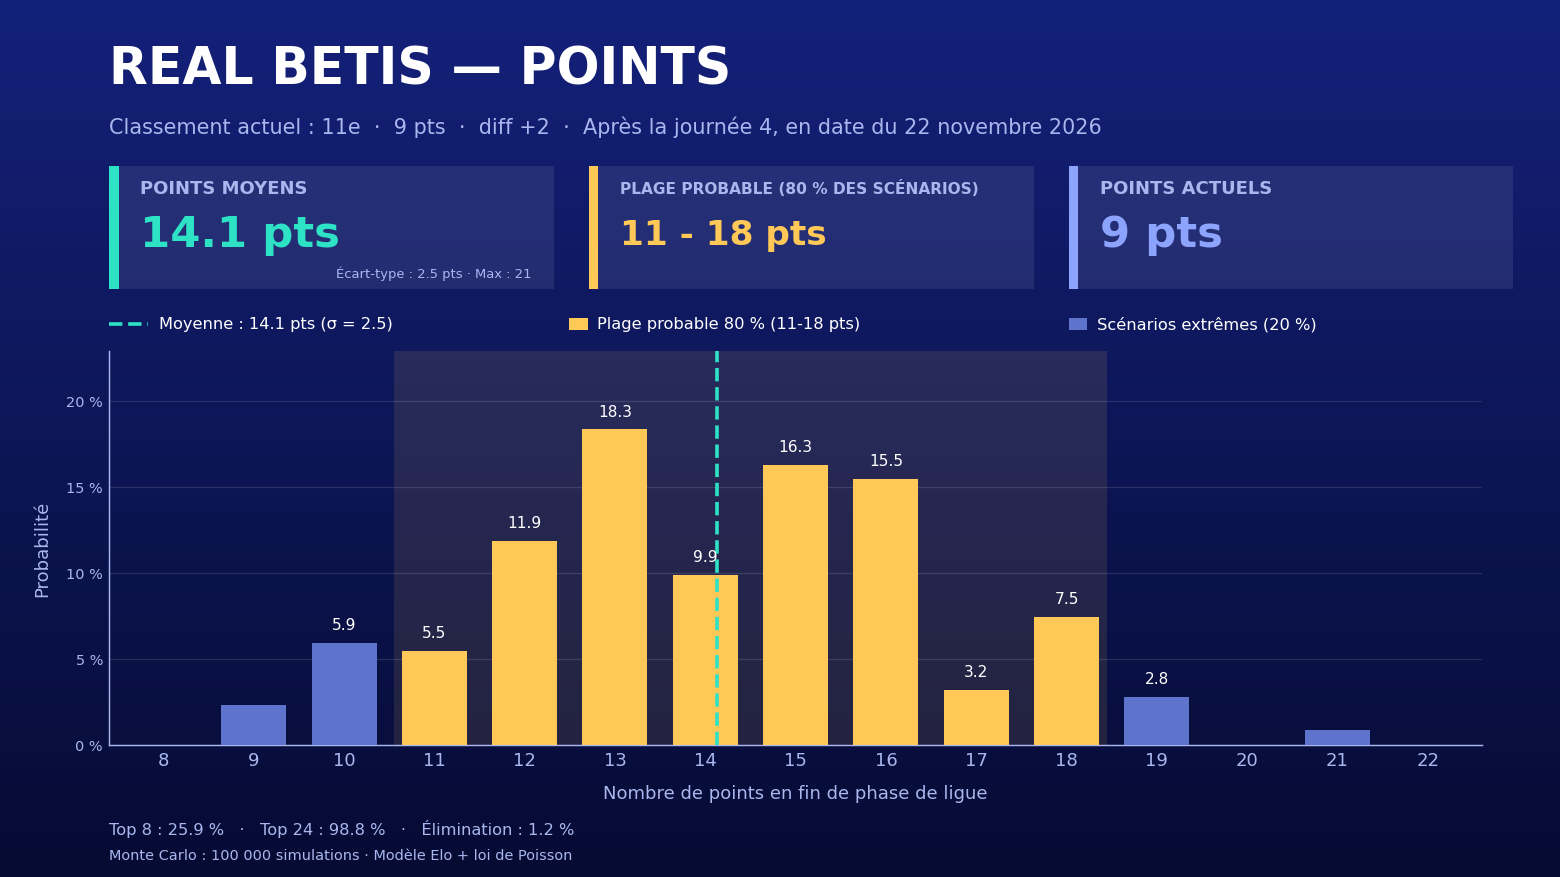 REAL BETIS — POINTS
Classement actuel : 11e · 9 pts · diff +2 · Après la journée 4, en date du 22 novembre 2026
POINTS MOYENS
14.1 pts
Écart-type : 2.5 pts · Max : 21
PLAGE PROBABLE (80 % DES SCÉNARIOS)
11 - 18 pts
POINTS ACTUELS
9 pts
Moyenne : 14.1 pts (σ = 2.5)
Plage probable 80 % (11-18 pts)
Scénarios extrêmes (20 %)
Probabilité
20 %
15 %
10 %
5 %
0 %
5.9
5.5
11.9
18.3
9.9
16.3
15.5
3.2
7.5
2.8
8 9 10 11 12 13 14 15 16 17 18 19 20 21 22
Nombre de points en fin de phase de ligue
Top 8 : 25.9 % · Top 24 : 98.8 % · Élimination : 1.2 %
Monte Carlo : 100 000 simulations · Modèle Elo + loi de Poisson